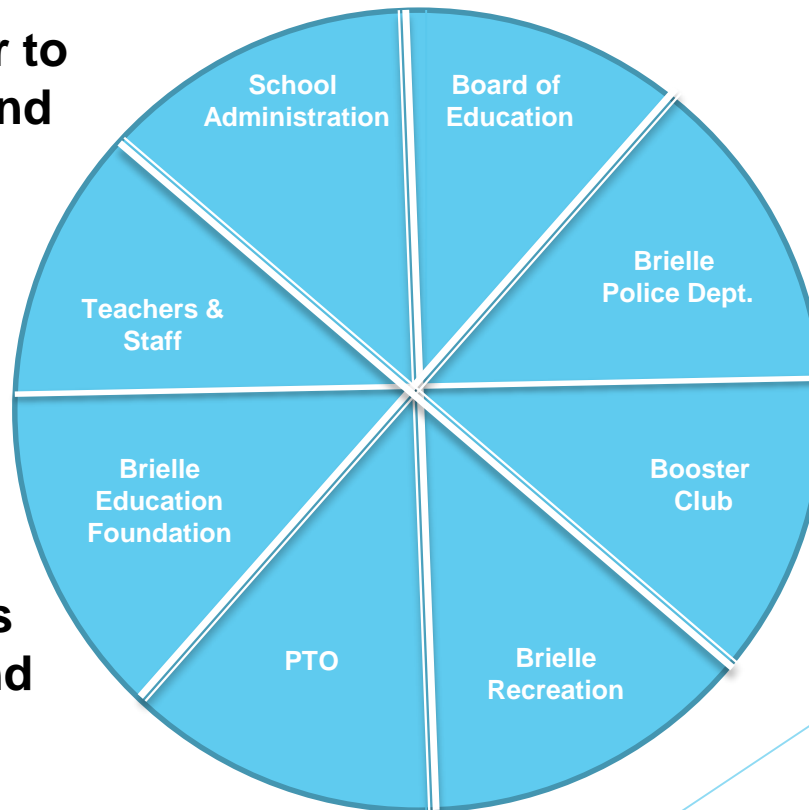 r to
nd
School
Administration
Board of
Education
Brielle
Police Dept.
Teachers &
Staff
Brielle
Education
Foundation
Booster
Club
s
nd
PTO
Brielle
Recreation